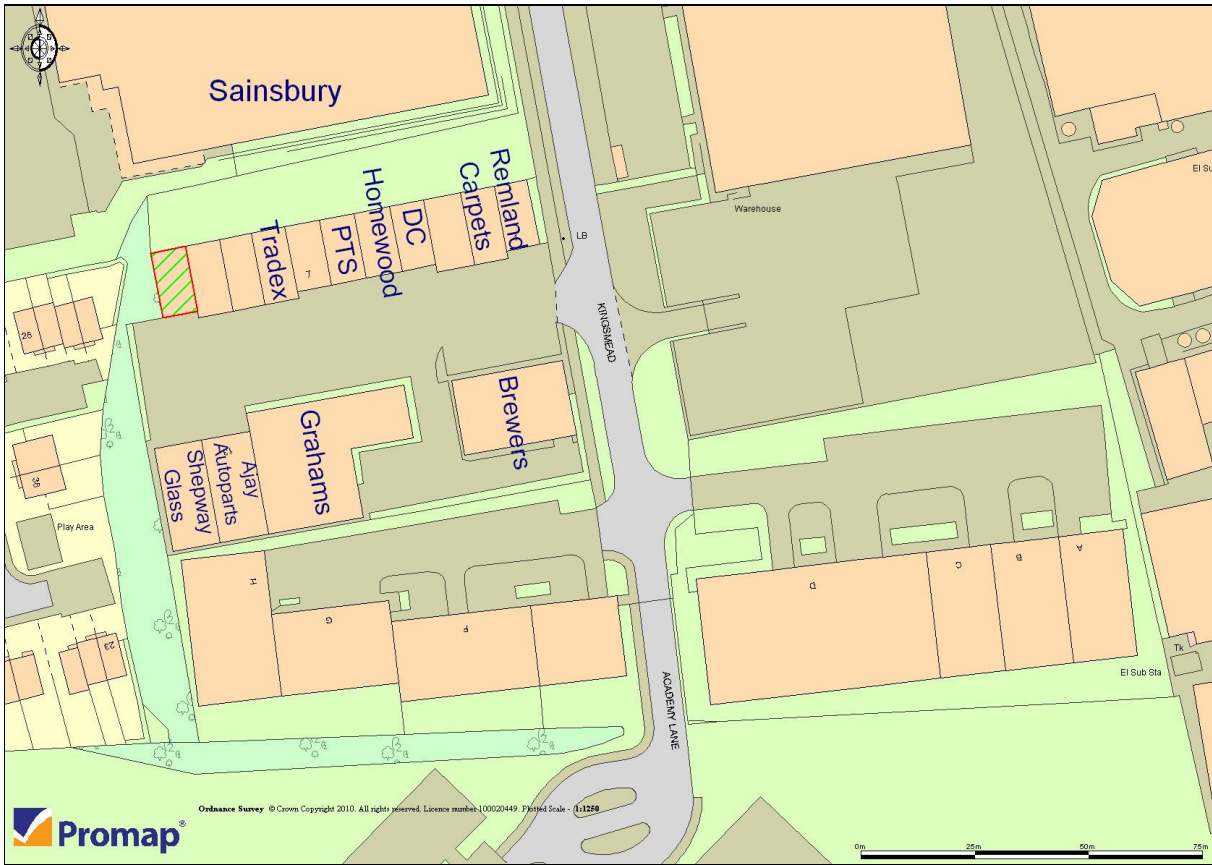 Sainsbury
Remland
Carpets
DC
Homewood
PTS
7
Tradex
LB
KINGSMEAD
Warehouse
El Su
28
36
Play Area
23
Brewers
Grahams
Ajay
Autoparts
Shepway
Glass
H
G
F
D
C
B
A
ACADEMY LANE
Tk
El Sub Sta
Ordnance Survey © Crown Copyright 2010. All rights reserved. Licence number 100020449. Plotted Scale - 1:1250
Promap®
0m 25m 50m 75m